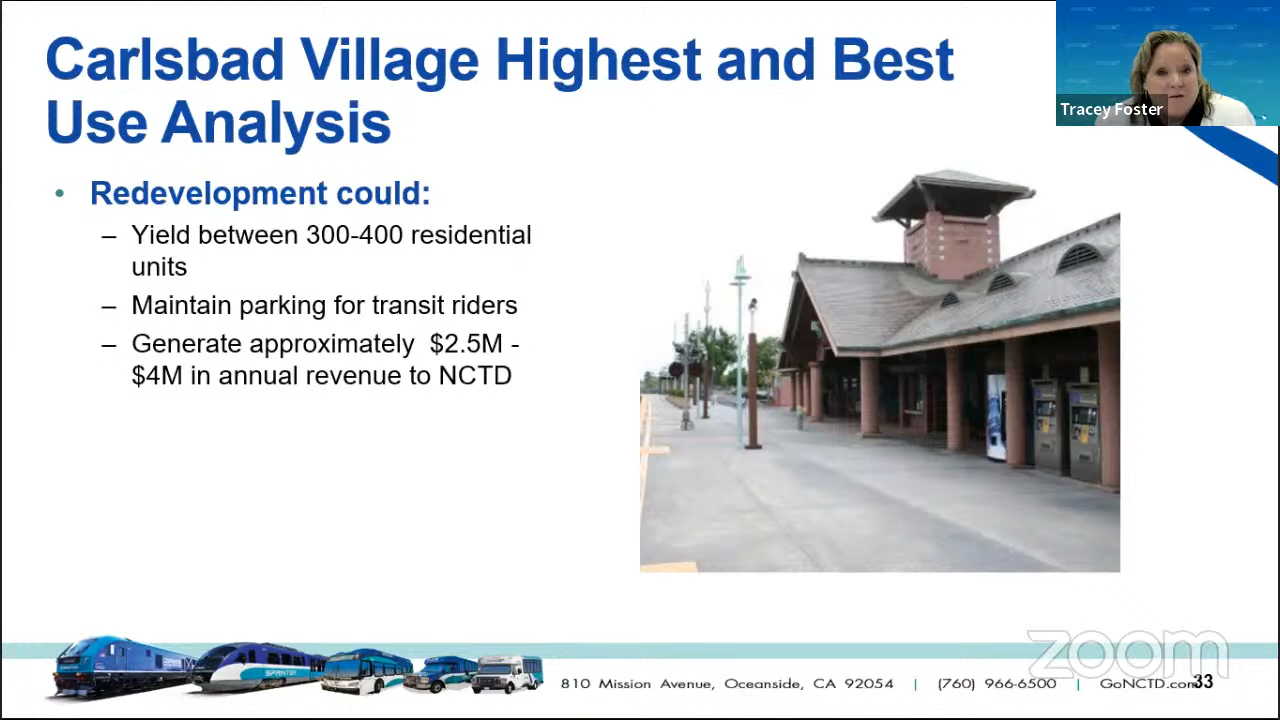 Carlsbad Village Highest and Best
Use Analysis
Tracey Foster
• Redevelopment could:
– Yield between 300-400 residential
units
– Maintain parking for transit riders
– Generate approximately $2.5M -
$4M in annual revenue to NCTD
SPRINTER
zoom
810 Mission Avenue, Oceanside, CA 92054 | (760) 966-6500 | GoNCTD.com
33